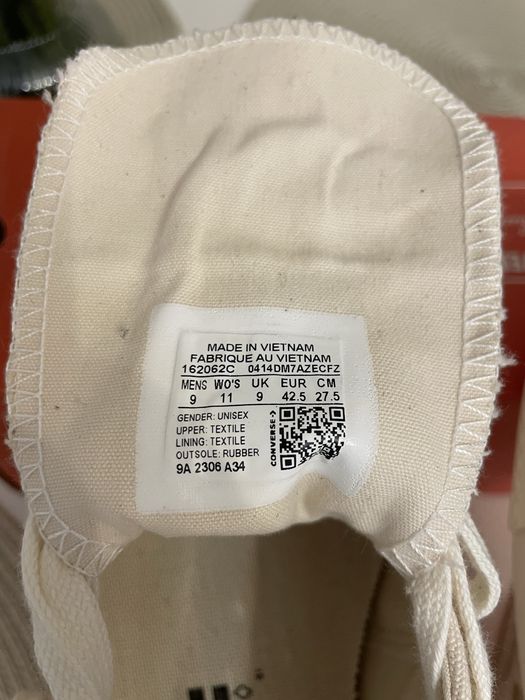 MADE IN VIETNAM
FABRIQUE AU VIETNAM
162062C 0414DM7AZECFZ
MENS WO'S UK EUR CM
9 11 9 42.5 27.5
GENDER: UNISEX
UPPER: TEXTILE
LINING: TEXTILE
OUTSOLE: RUBBER
9A 2306 A34
CONVERSE>